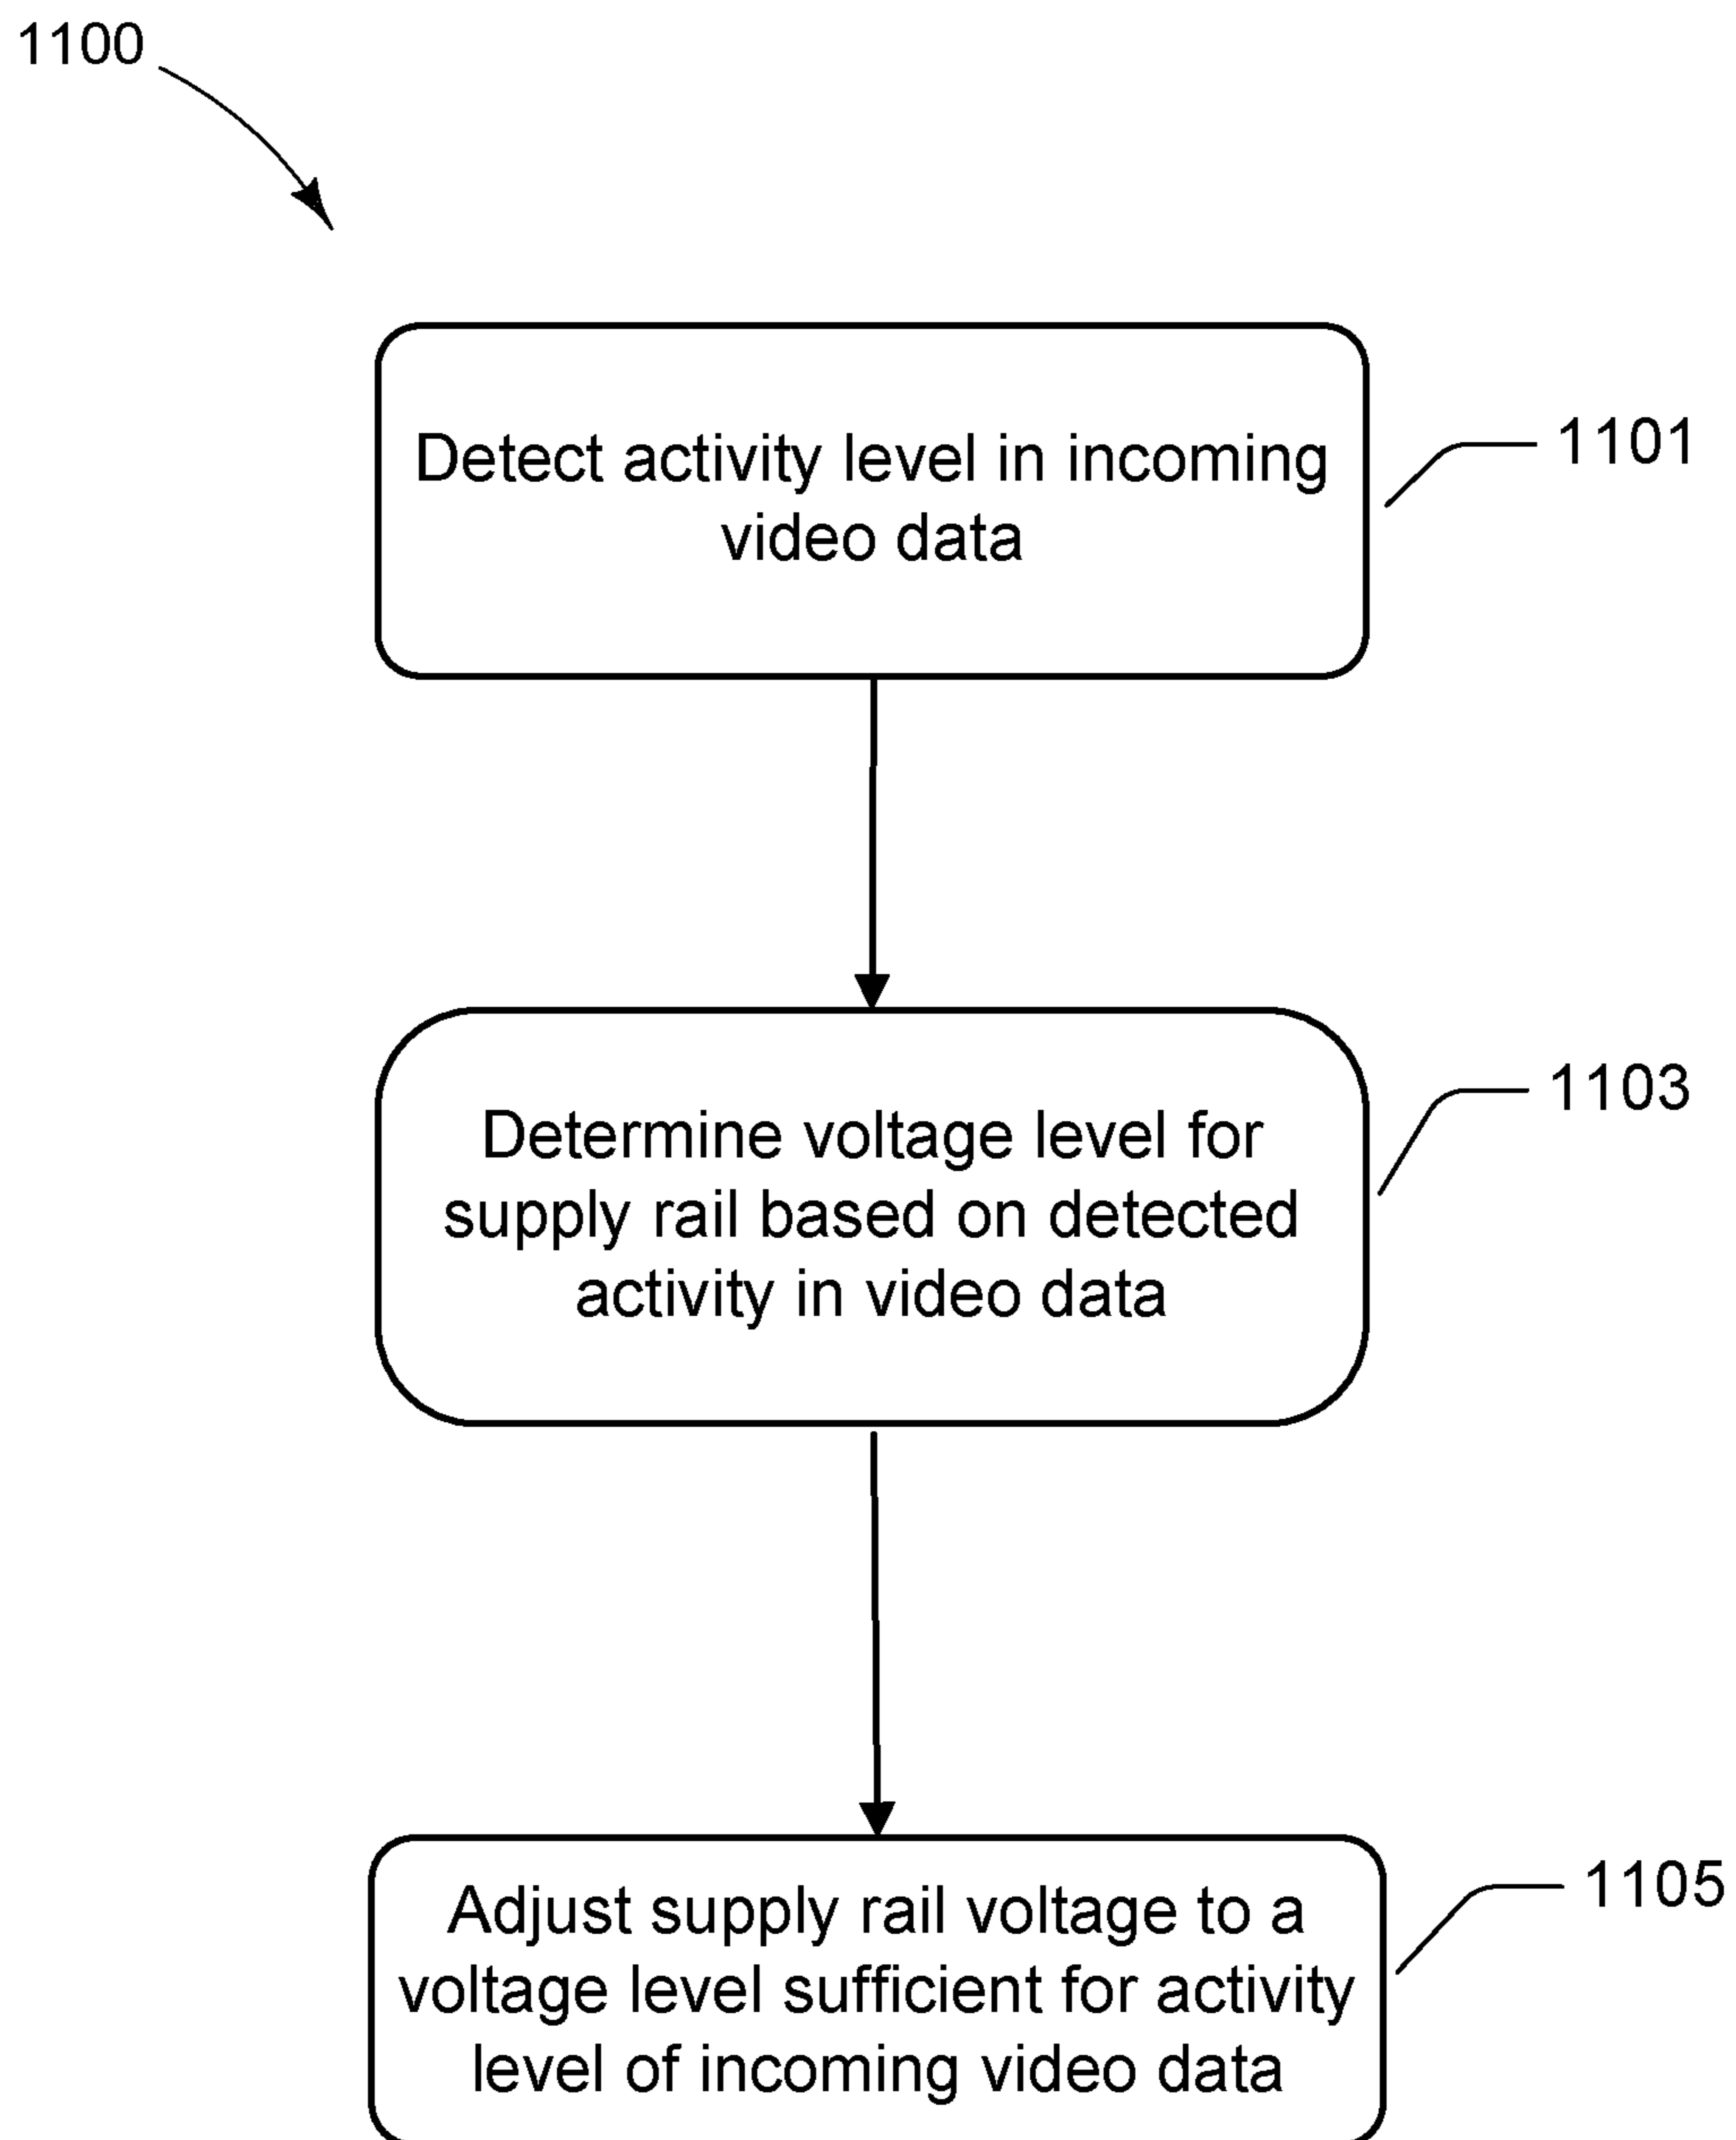 1100
Detect activity level in incoming
video data
1101
Determine voltage level for
supply rail based on detected
activity in video data
1103
Adjust supply rail voltage to a
voltage level sufficient for activity
level of incoming video data
1105